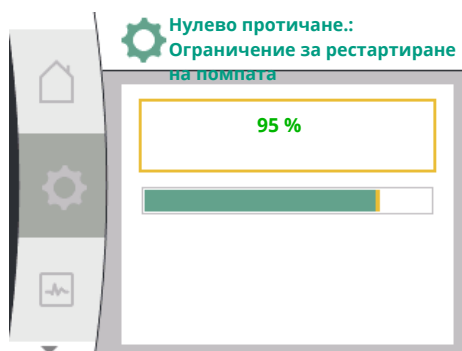 Нулево протичане.:
Ограничение за рестартиране
на помпата
95 %